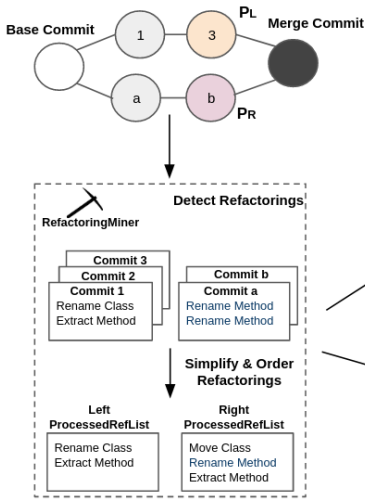 PL
Base Commit
Merge Commit
1
3
a
b
PR
Detect Refactorings
RefactoringMiner
Commit 3
Commit 2
Commit 1
Rename Class
Extract Method
Commit b
Commit a
Rename Method
Rename Method
Simplify & Order
Refactorings
Left
ProcessedRefList
Rename Class
Extract Method
Right
ProcessedRefList
Move Class
Rename Method
Extract Method